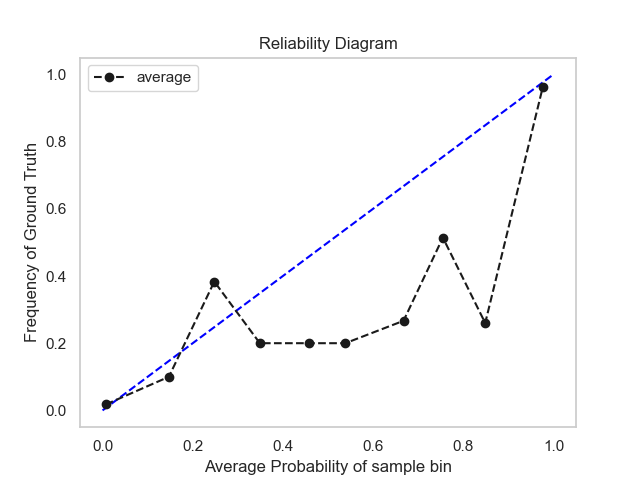 Reliability Diagram
average
Frequency of Ground Truth
1.0
0.8
0.6
0.4
0.2
0.0
0.0 0.2 0.4 0.6 0.8 1.0
Average Probability of sample bin